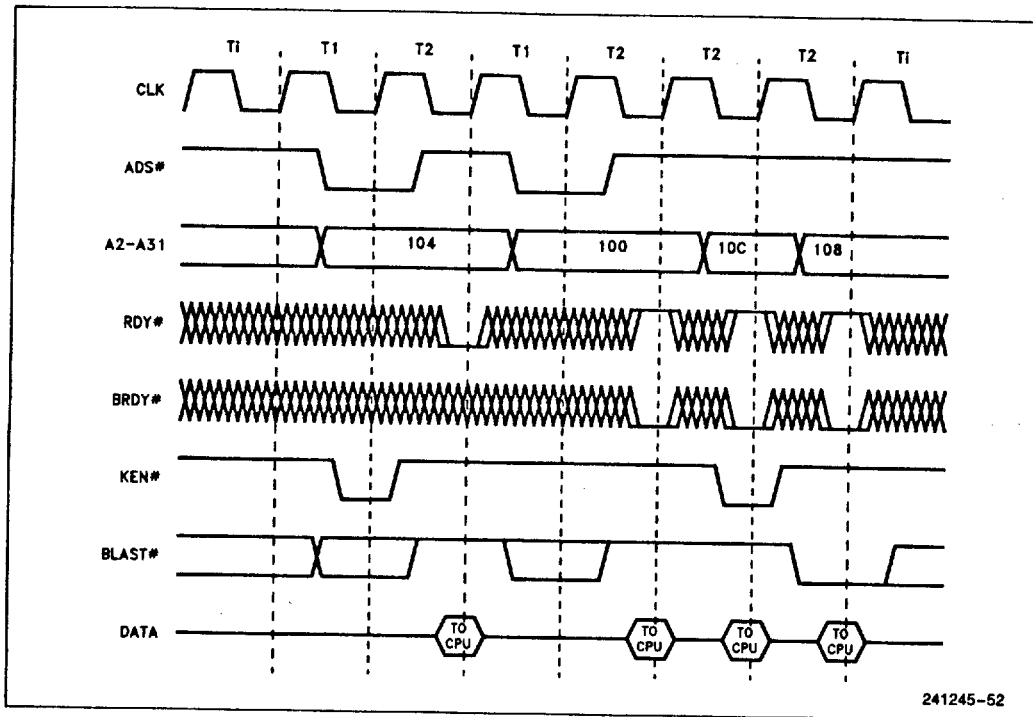 Ti T1 T2 T1 T2 T2 T2 Ti
CLK
ADS#
A2-A31 104 100 10C 108
RDY#
BRDY#
KEN#
BLAST#
DATA TO CPU TO CPU TO CPU TO CPU
241245-52